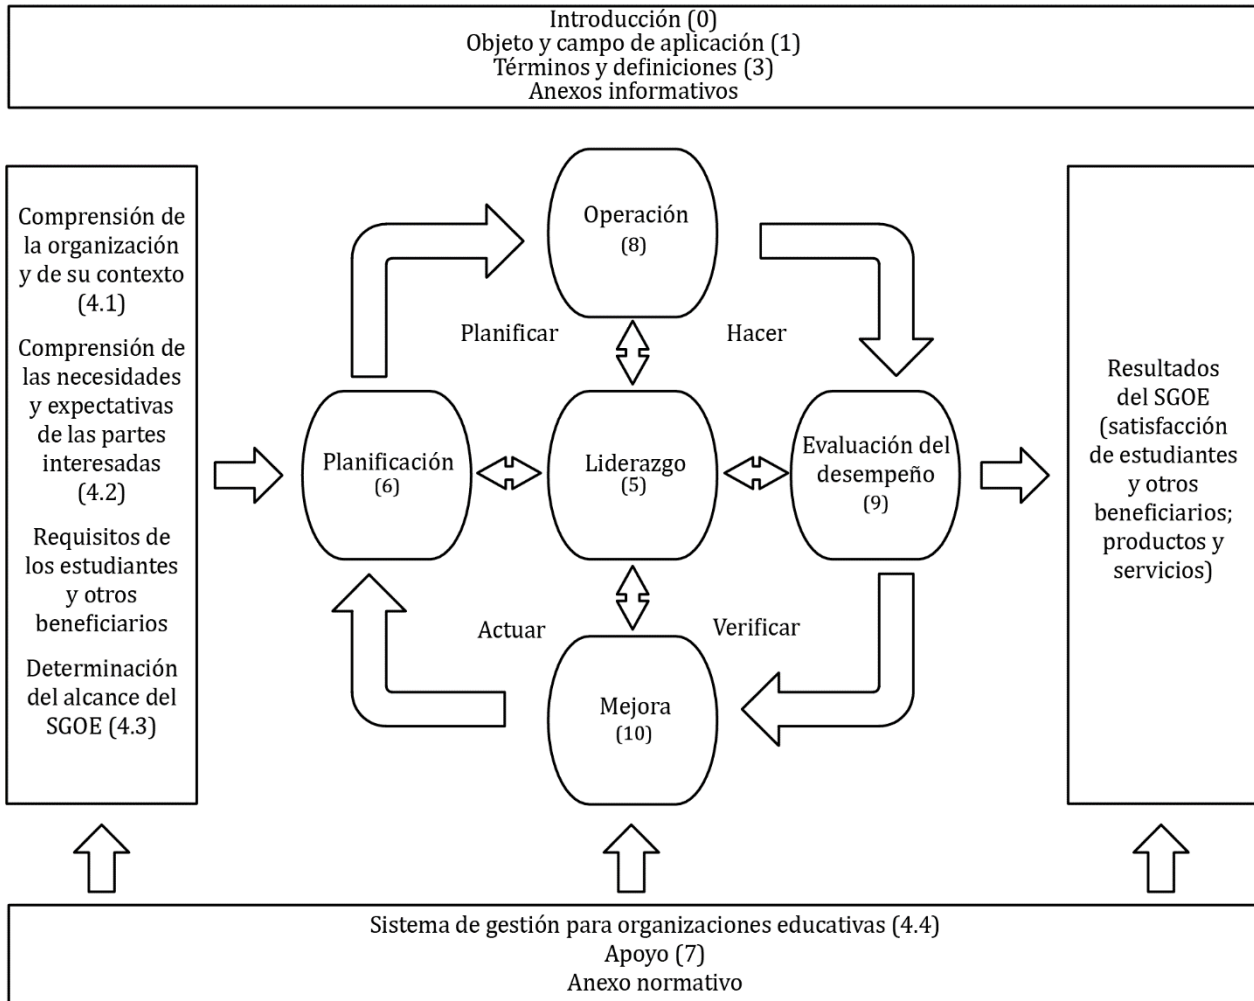 Introducción (0)
Objeto y campo de aplicación (1)
Términos y definiciones (3)
Anexos informativos
Comprensión de
la organización
y de su contexto
(4.1)
Comprensión de
las necesidades
y expectativas
de las partes
interesadas
(4.2)
Requisitos de
los estudiantes
y otros
beneficiarios
Determinación
del alcance del
SGOE (4.3)
Operación
(8)
Planificar
Hacer
Planificación
(6)
Liderazgo
(5)
Evaluación del
desempeño
(9)
Actuar
Verificar
Mejora
(10)
Resultados
del SGOE
(satisfacción
de estudiantes
y otros
beneficiarios;
productos y
servicios)
Sistema de gestión para organizaciones educativas (4.4)
Apoyo (7)
Anexo normativo